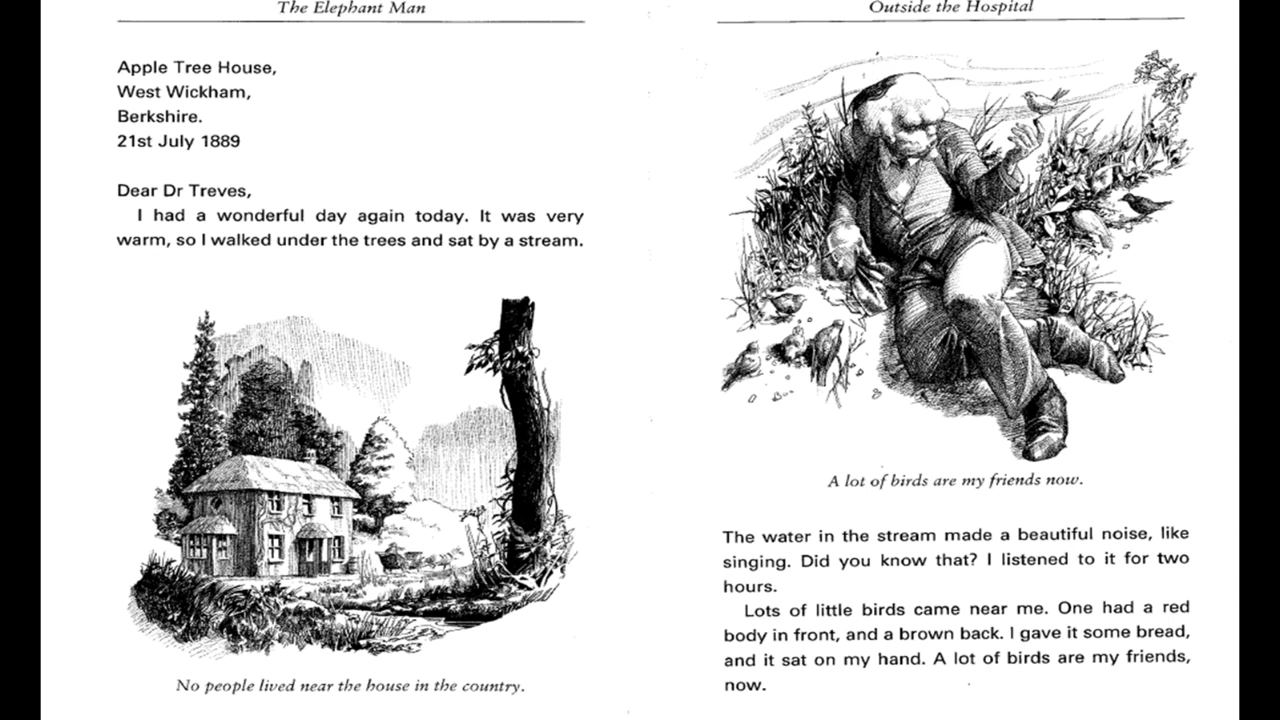 The Elephant Man
Apple Tree House,
West Wickham,
Berkshire.
21st July 1889
Dear Dr Treves,
I had a wonderful day again today. It was very
warm, so I walked under the trees and sat by a stream.
No people lived near the house in the country.
Outside the Hospital
A lot of birds are my friends now.
The water in the stream made a beautiful noise, like
singing. Did you know that? I listened to it for two
hours.
Lots of little birds came near me. One had a red
body in front, and a brown back. I gave it some bread,
and it sat on my hand. A lot of birds are my friends,
now.